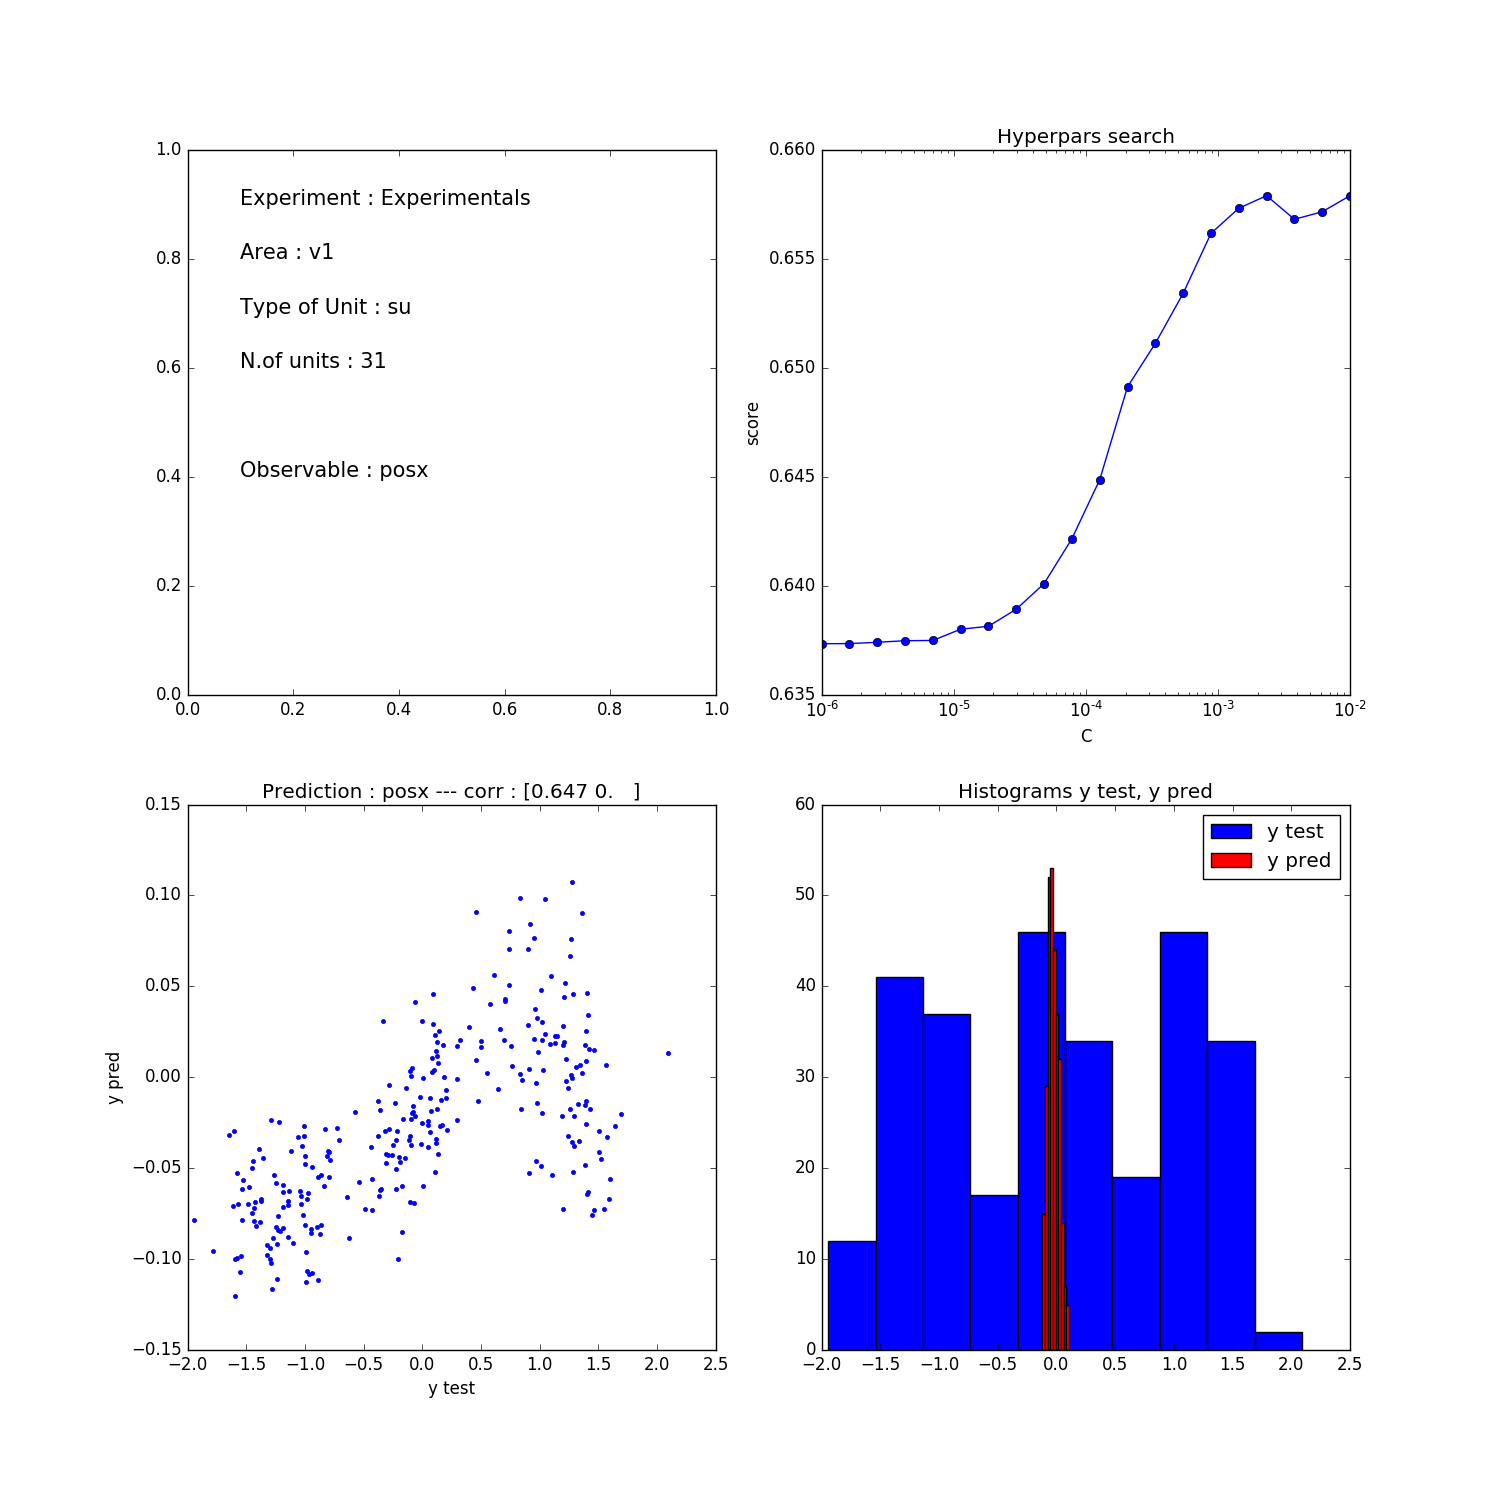 1.0
0.8
0.6
0.4
0.2
0.0
0.0 0.2 0.4 0.6 0.8 1.0
Experiment : Experimentals
Area : v1
Type of Unit : su
N.of units : 31
Observable : posx
Hyperpars search
0.660
0.655
0.650
0.645
0.640
0.635
score
10^-6 10^-5 10^-4 10^-3 10^-2
C
Prediction : posx --- corr : [0.647 0.   ]
0.15
0.10
0.05
0.00
−0.05
−0.10
−0.15
y pred
−2.0 −1.5 −1.0 −0.5 0.0 0.5 1.0 1.5 2.0 2.5
y test
Histograms y test, y pred
60
50
40
30
20
10
0
y test
y pred
−2.0 −1.5 −1.0 −0.5 0.0 0.5 1.0 1.5 2.0 2.5